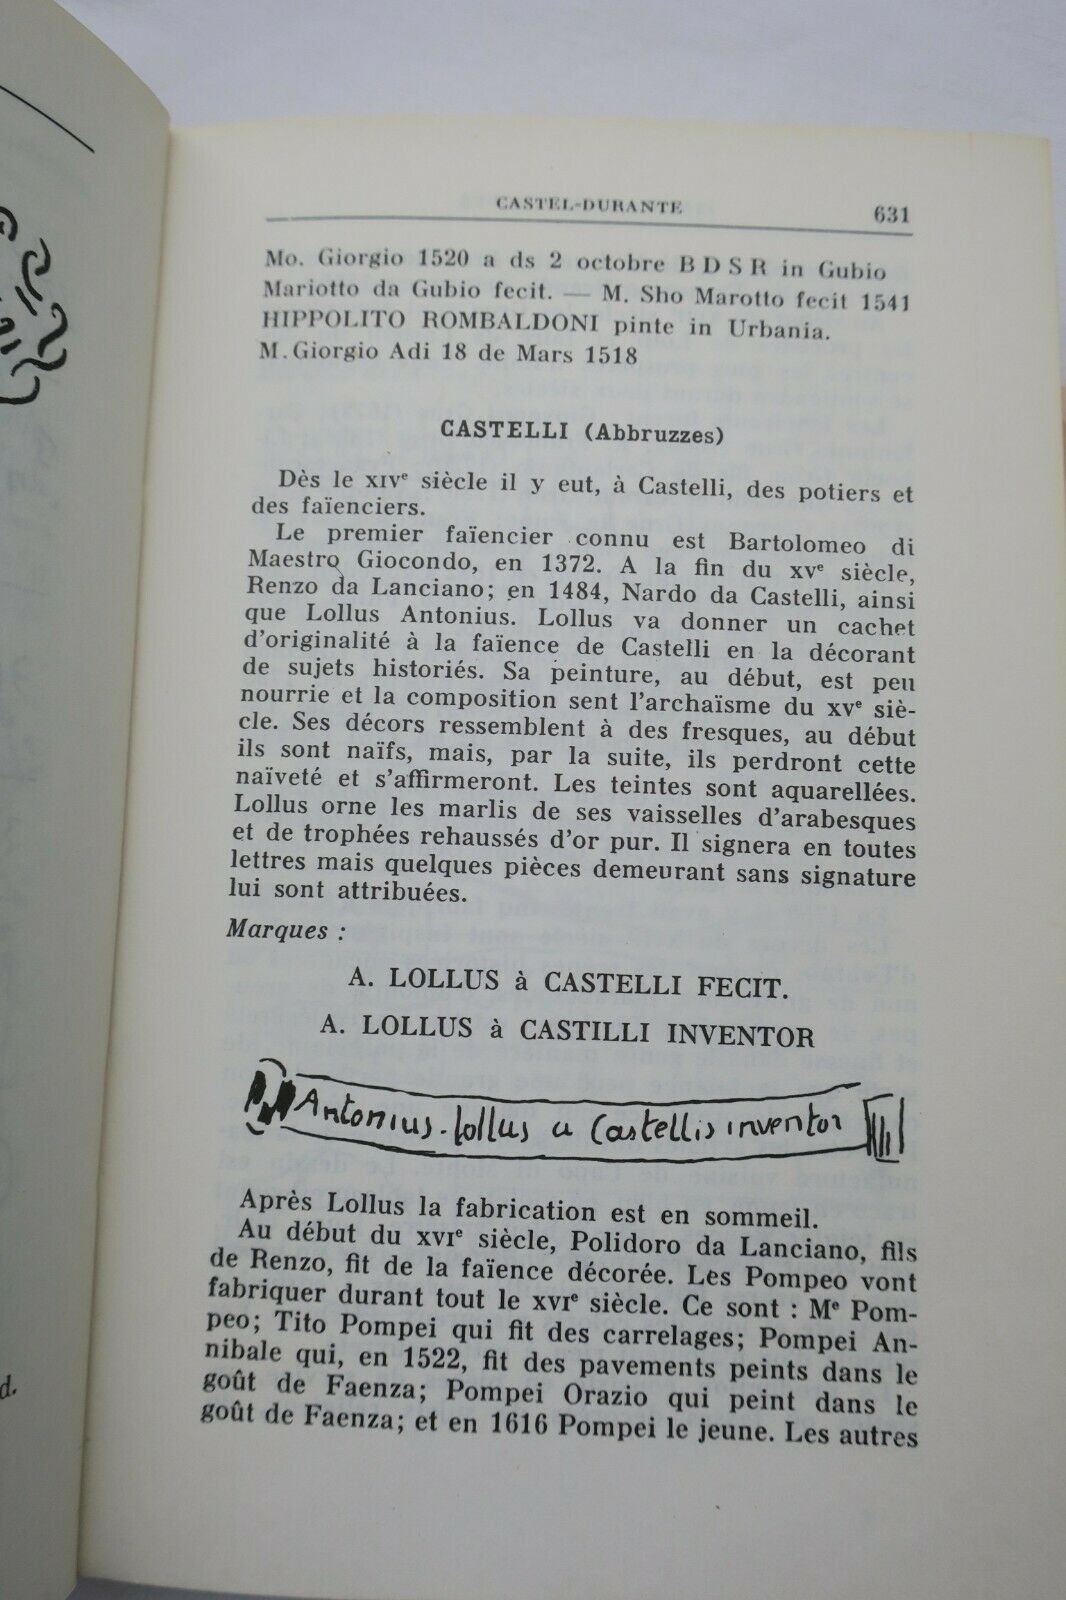 CASTEL-DURANTE 631
Mo. Giorgio 1520 a ds 2 octobre B D S R in Gubio
Mariotto da Gubio fecit. — M. Sho Marotto fecit 1541
HIPPOLITO ROMBALDONI pinte in Urbania.
M. Giorgio Adi 18 de Mars 1518
CASTELLI (Abbruzzes)
Dès le XIVe siècle il y eut, à Castelli, des potiers et
des faïenciers.
Le premier faïencier connu est Bartolomeo di
Maestro Giocondo, en 1372. A la fin du XVe siècle,
Renzo da Lanciano; en 1484, Nardo da Castelli, ainsi
que Lollus Antonius. Lollus va donner un cachet
d'originalité à la faïence de Castelli en la décorant
de sujets historiés. Sa peinture, au début, est peu
nourrie et la composition sent l'archaïsme du XVe siè-
cle. Ses décors ressemblent à des fresques, au début
ils sont naïfs, mais, par la suite, ils perdront cette
naïveté et s'affirmeront. Les teintes sont aquarellées.
Lollus orne les marlis de ses vaisselles d'arabesques
et de trophées rehaussés d'or pur. Il signera en toutes
lettres mais quelques pièces demeurant sans signature
lui sont attribuées.
Marques :
A. LOLLUS à CASTELLI FECIT.
A. LOLLUS à CASTILLI INVENTOR
Antonius. lollus a Castellis inventor
Après Lollus la fabrication est en sommeil.
Au début du XVIe siècle, Polidoro da Lanciano, fils
de Renzo, fit de la faïence décorée. Les Pompeo vont
fabriquer durant tout le XVIe siècle. Ce sont : Me Pom-
peo; Tito Pompei qui fit des carrelages; Pompei An-
nibale qui, en 1522, fit des pavements peints dans le
goût de Faenza; Pompei Orazio qui peint dans le
goût de Faenza; et en 1616 Pompei le jeune. Les autres
d.